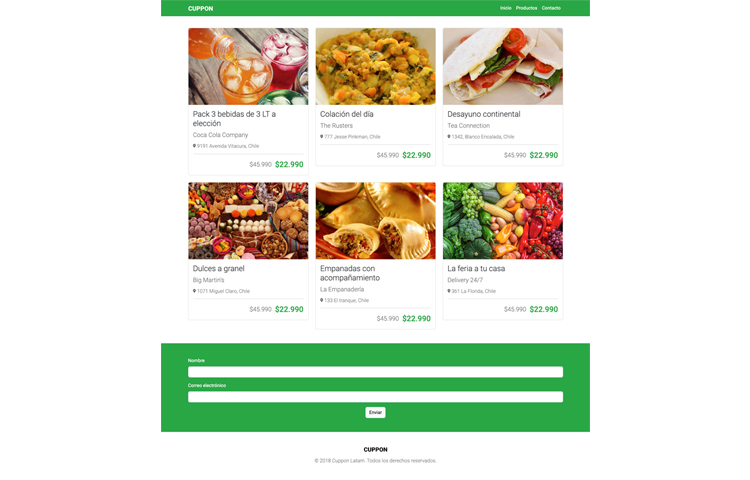 CUPPON
Inicio Productos Contacto
Pack 3 bebidas de 3 LT a
elección
Coca Cola Company
9191 Avenida Vitacura, Chile
$45.990 $22.990
Colación del día
The Rusters
777 Jesse Pinkman, Chile
$45.990 $22.990
Desayuno continental
Tea Connection
1342, Blanco Encalada, Chile
$45.990 $22.990
Dulces a granel
Big Martin's
1071 Miguel Claro, Chile
$45.990 $22.990
Empanadas con
acompañamiento
La Empanadería
133 El tranque, Chile
$45.990 $22.990
La feria a tu casa
Delivery 24/7
361 La Florida, Chile
$45.990 $22.990
Nombre
Correo electrónico
Enviar
CUPPON
© 2018 Cuppon Latam. Todos los derechos reservados.